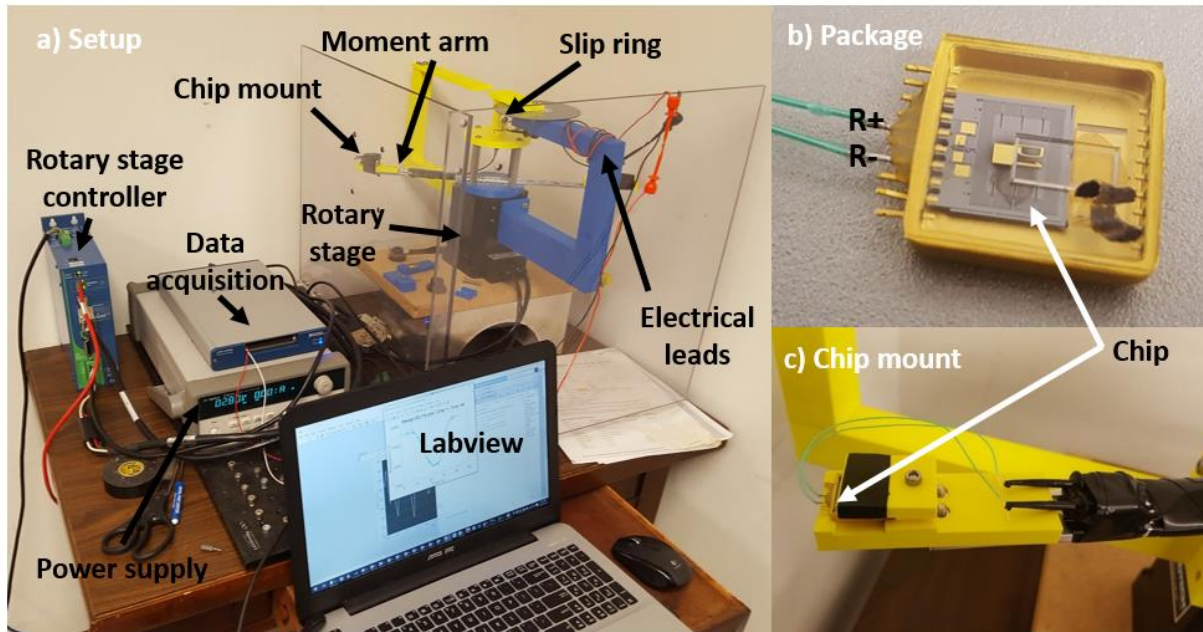 a) Setup
Moment arm
Slip ring
Chip mount
Rotary stage
controller
Rotary
stage
Data
acquisition
Electrical
leads
Labview
Power supply
b) Package
R+
R-
Chip
c) Chip mount